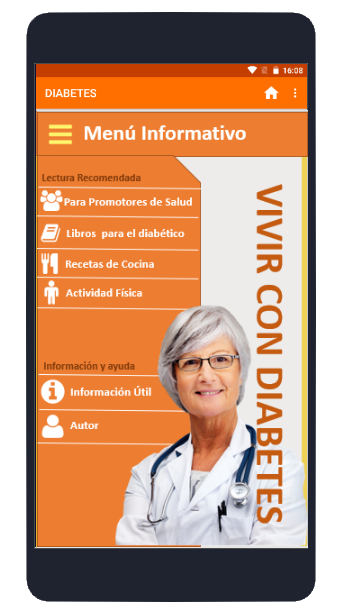 16:08
DIABETES
Menú Informativo
Lectura Recomendada
Para Promotores de Salud
Libros para el diabético
Recetas de Cocina
Actividad Física
Información y ayuda
Información Útil
Autor
VIVIR CON DIABETES